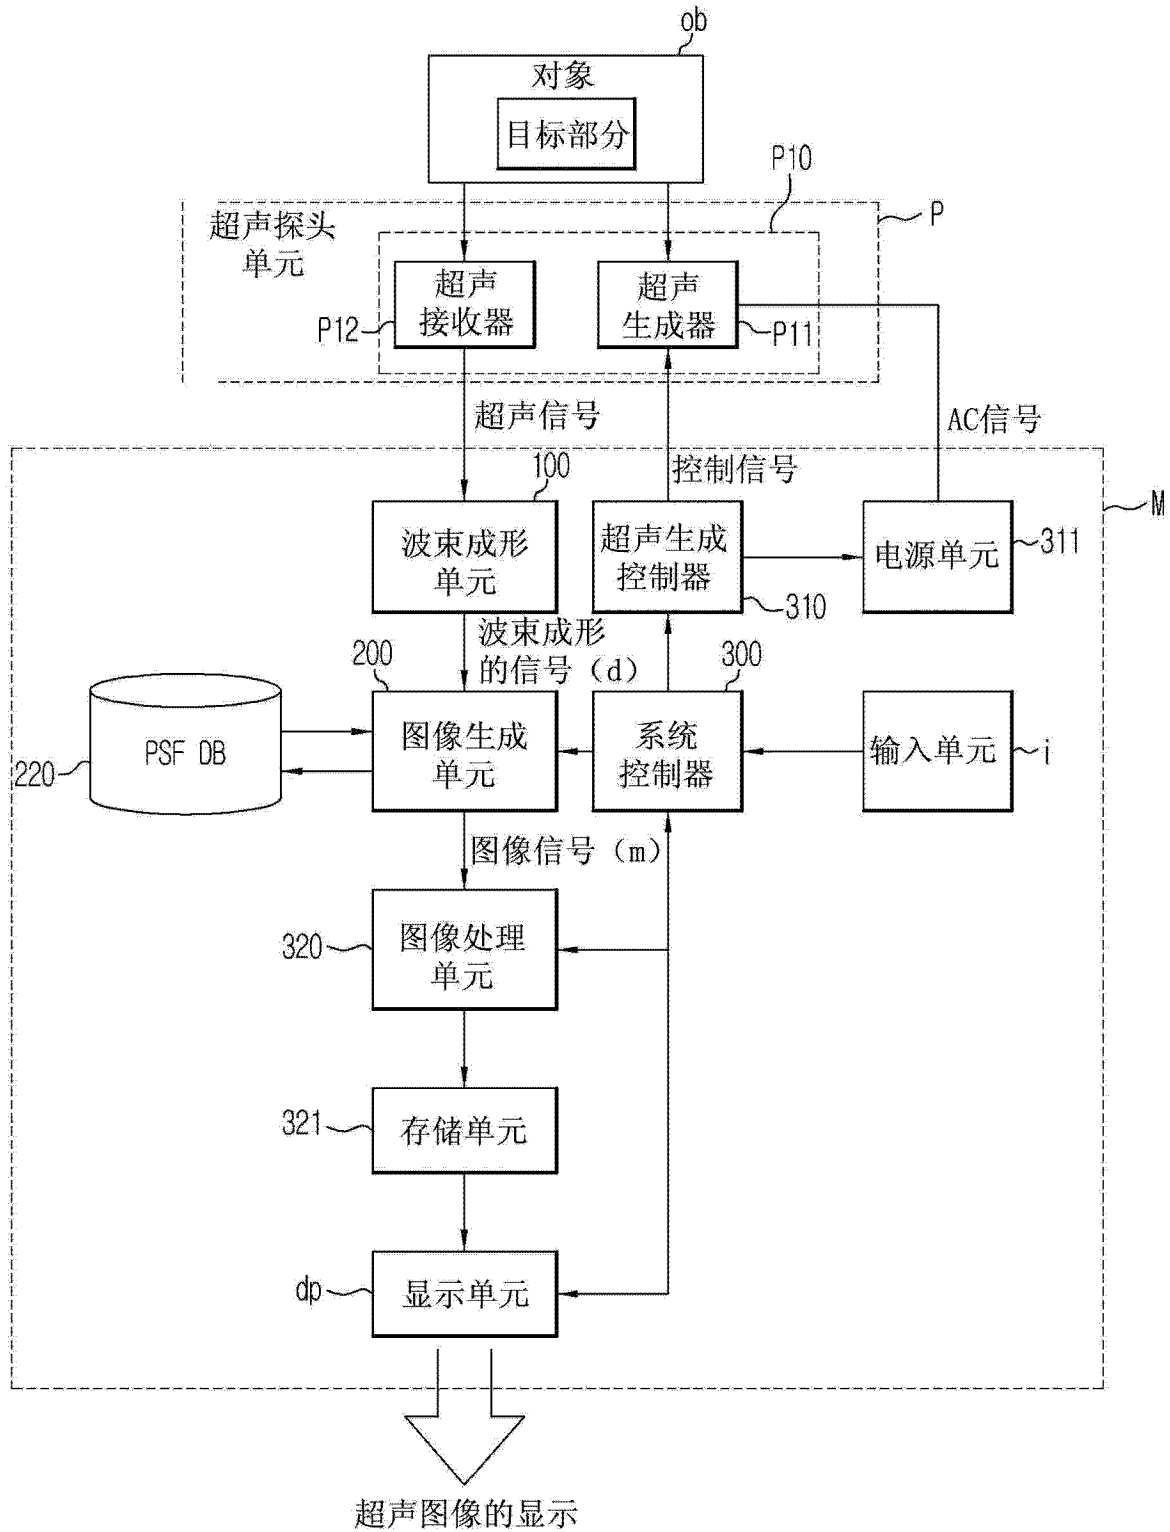 ob
对象
目标部分
P10
P
超声探头
单元
超声
接收器
P12
超声
生成器
P11
超声信号
AC信号
控制信号
100
M
波束成形
单元
超声生成
控制器
310
电源单元
311
波束成形
的信号（d）
200
300
PSF DB
220
图像生成
单元
系统
控制器
输入单元
i
图像信号（m）
320
图像处理
单元
321
存储单元
dp
显示单元
超声图像的显示